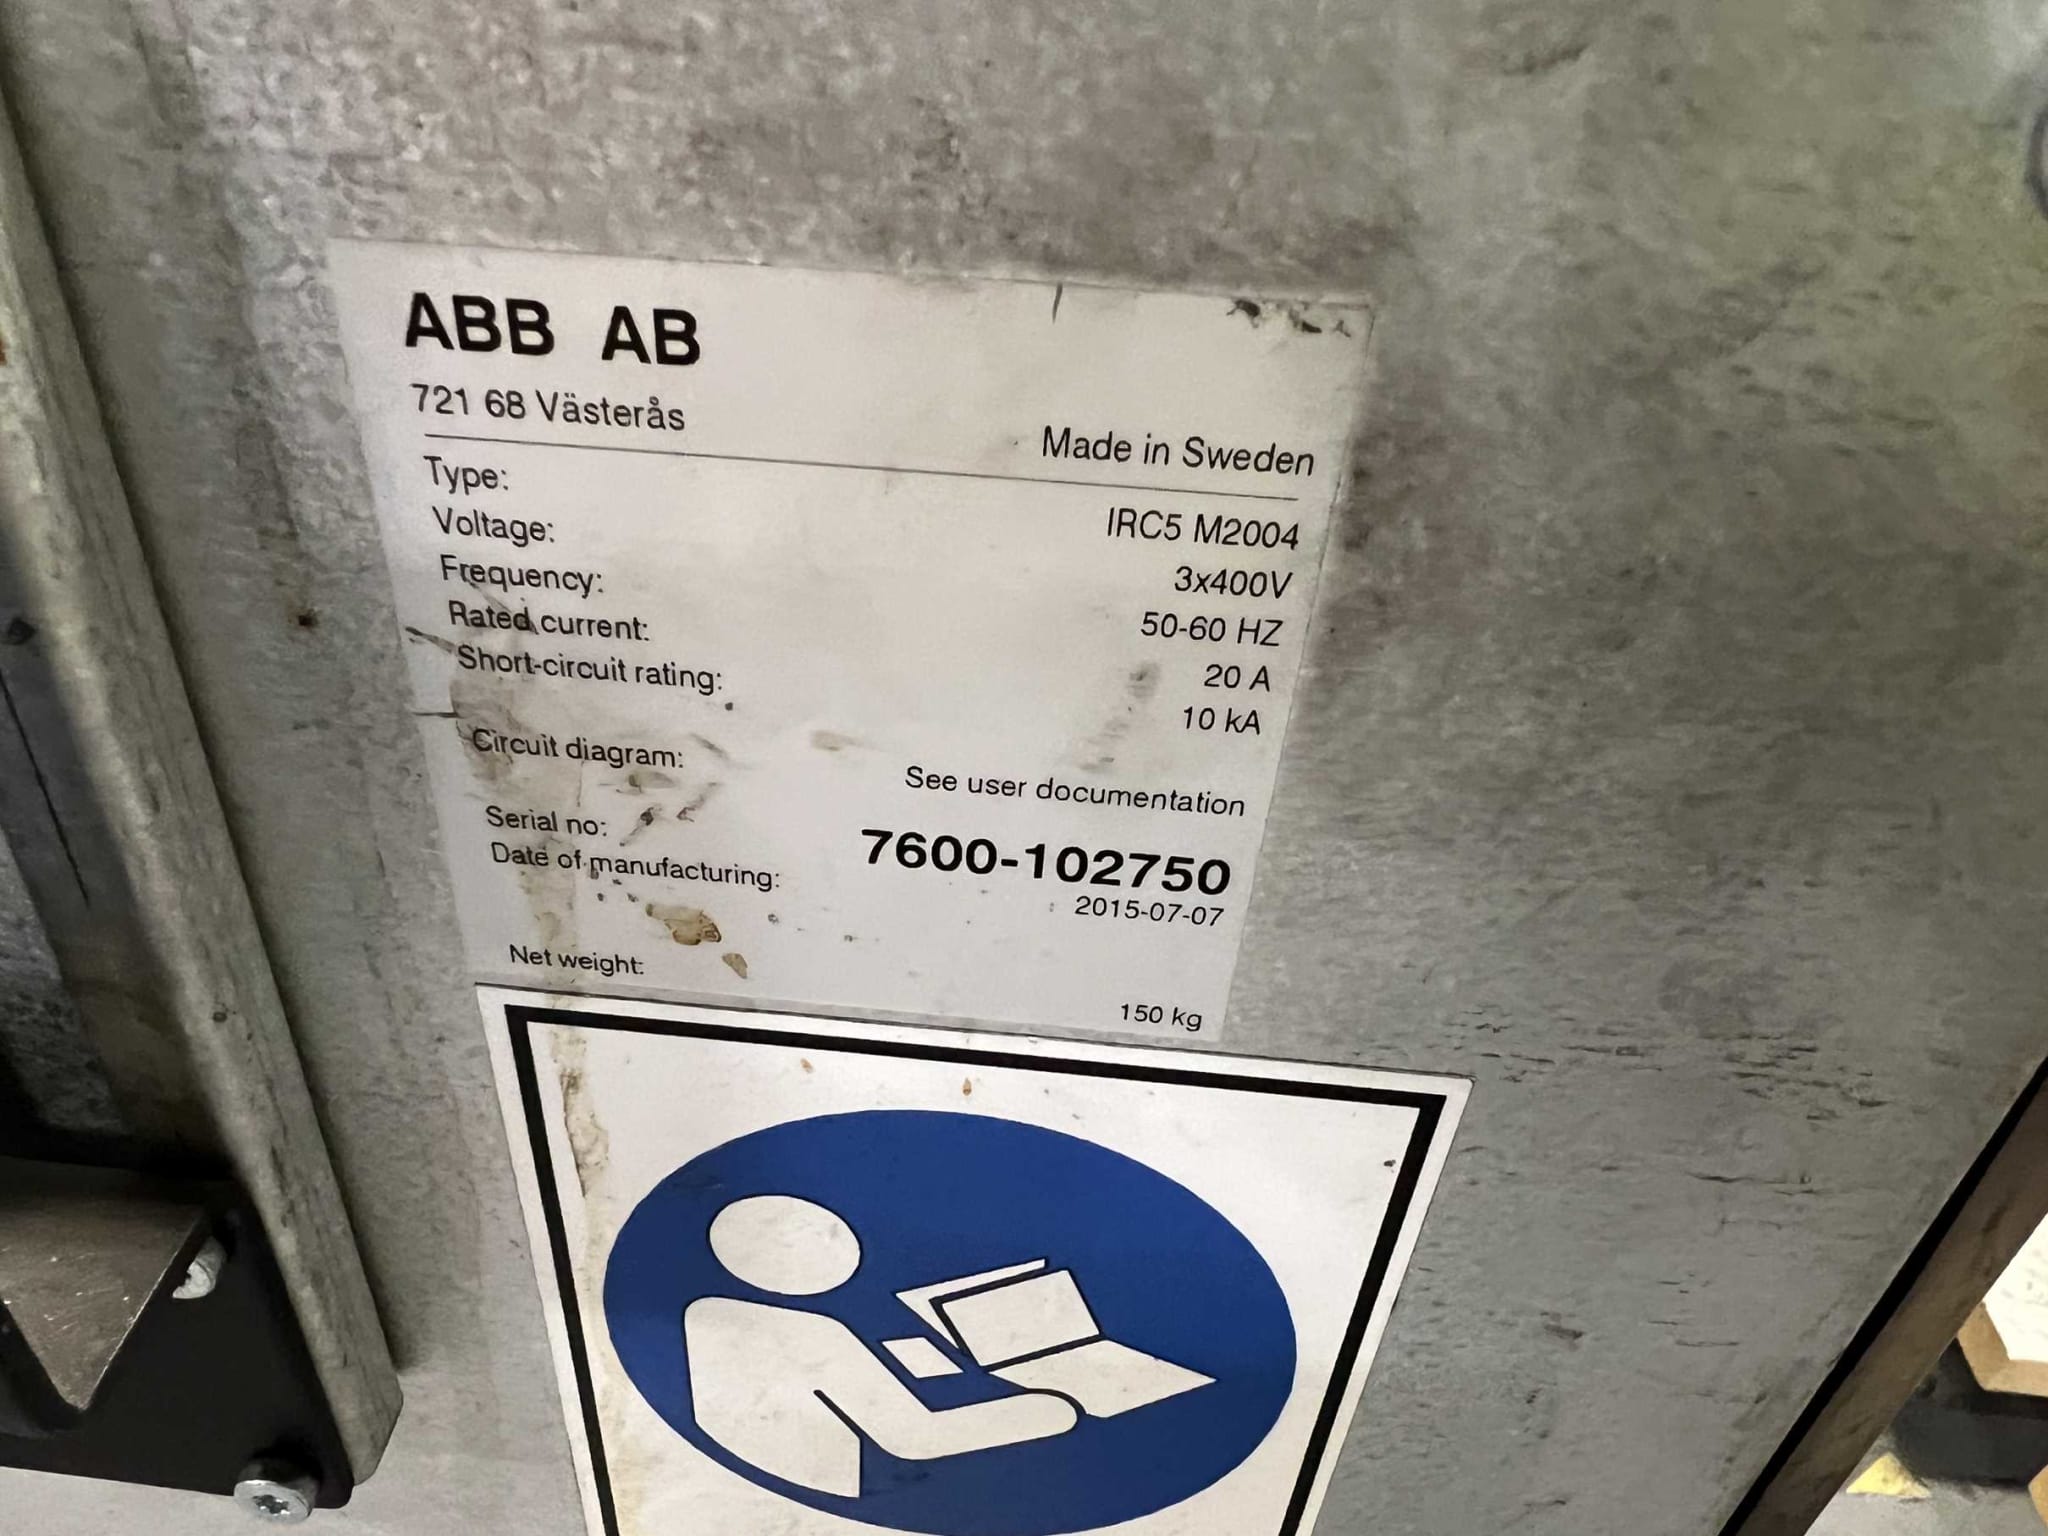 ABB AB
721 68 Västerås
Made in Sweden
Type: IRC5 M2004
Voltage: 3x400V
Frequency: 50-60 HZ
Rated current: 20 A
Short-circuit rating: 10 kA
Circuit diagram: See user documentation
Serial no: 7600-102750
Date of manufacturing: 2015-07-07
Net weight: 150 kg